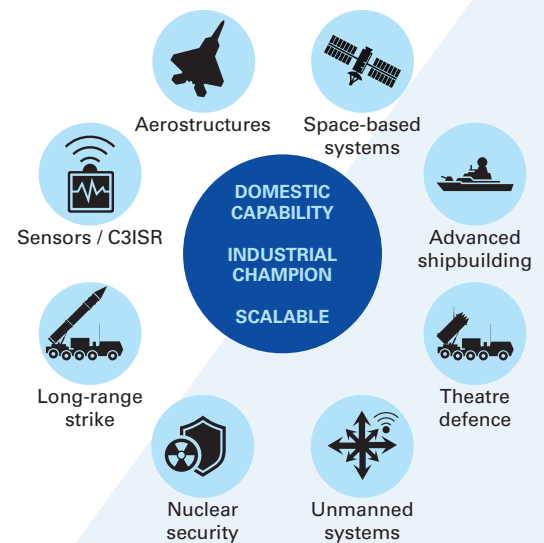 Aerostructures
Space-based
systems
Sensors / C3ISR
DOMESTIC
CAPABILITY
INDUSTRIAL
CHAMPION
SCALABLE
Advanced
shipbuilding
Long-range
strike
Theatre
defence
Nuclear
security
Unmanned
systems